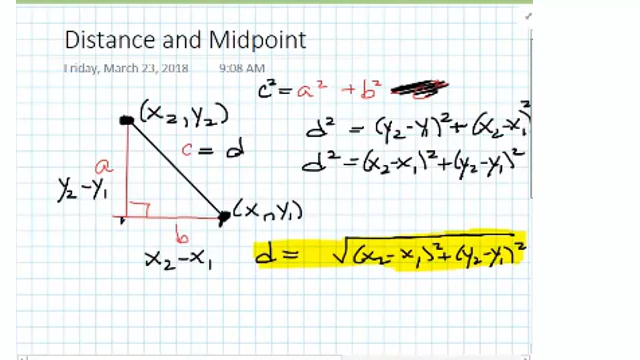 Distance and Midpoint
Friday, March 23, 2018 9:08 AM
c² = a² + b²
(x₂, y₂)
d² = (y₂ - y₁)² + (x₂ - x₁)²
c = d
a
d² = (x₂ - x₁)² + (y₂ - y₁)²
y₂ - y₁
(x₁, y₁)
b
x₂ - x₁
d = √(x₂ - x₁)² + (y₂ - y₁)²